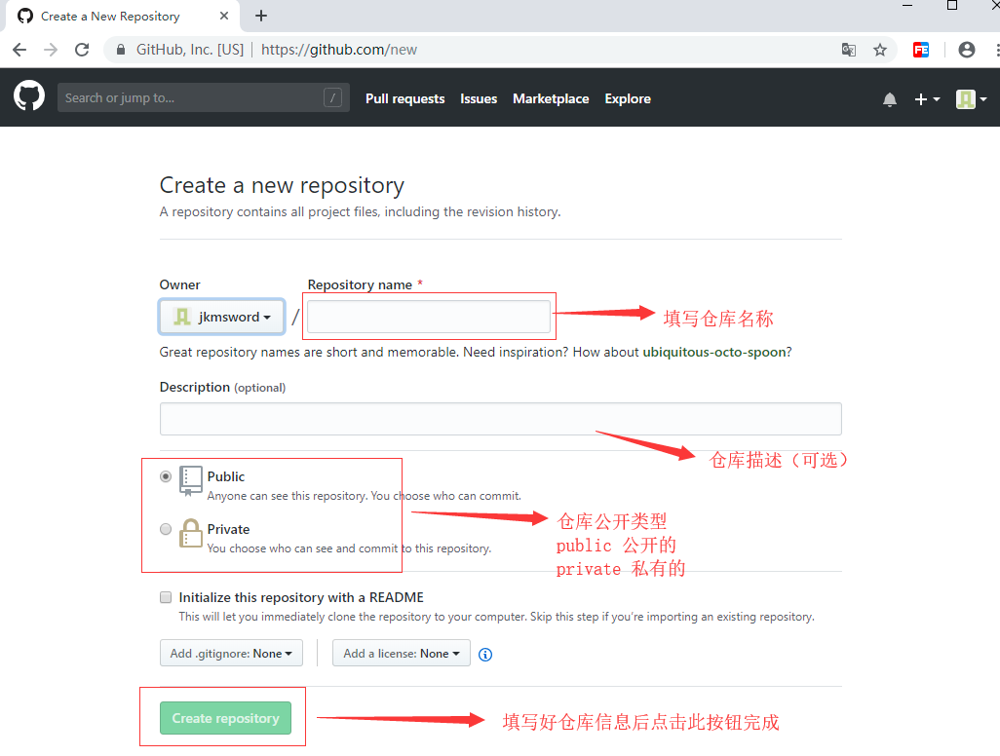 Create a New Repository
GitHub, Inc. [US] | https://github.com/new
FE
Search or jump to... /
Pull requests Issues Marketplace Explore
Create a new repository
A repository contains all project files, including the revision history.
Owner Repository name *
jkmsword / 填写仓库名称
Great repository names are short and memorable. Need inspiration? How about ubiquitous-octo-spoon?
Description (optional)
仓库描述（可选）
Public
Anyone can see this repository. You choose who can commit.
仓库公开类型
public 公开的
private 私有的
Private
You choose who can see and commit to this repository.
Initialize this repository with a README
This will let you immediately clone the repository to your computer. Skip this step if you're importing an existing repository.
Add .gitignore: None Add a license: None
Create repository 填写好仓库信息后点击此按钮完成